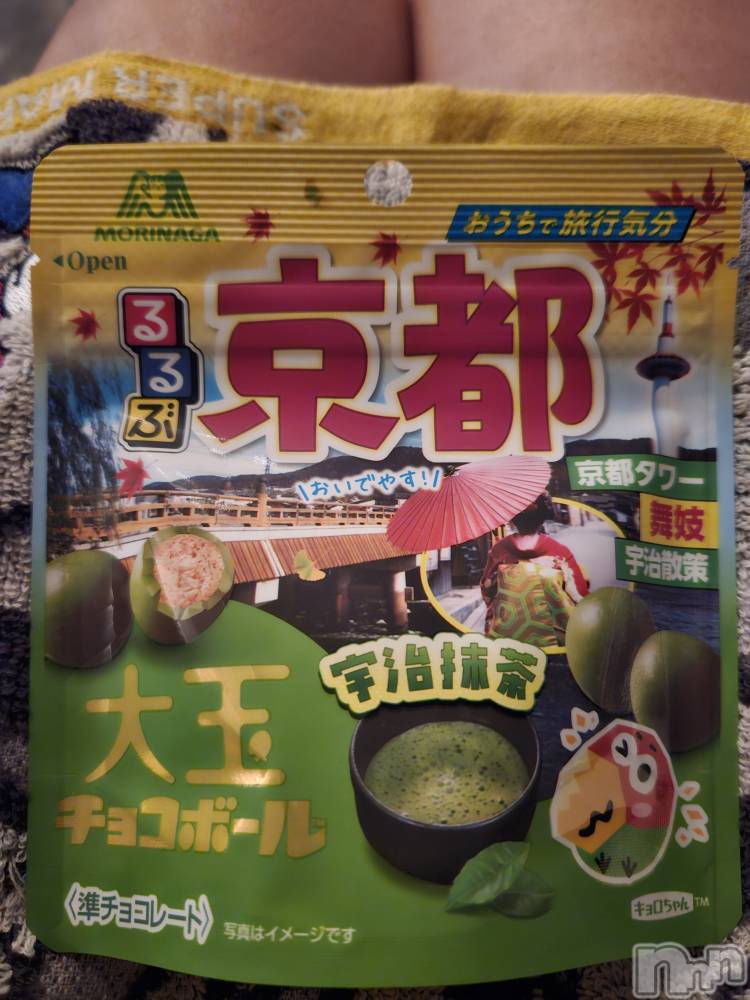 SUPER MAR
MORINAGA
◀Open
おうちで旅行気分
るるぶ
京都
\おいでやす!/
京都タワー
舞妓
宇治散策
宇治抹茶
大玉
チョコボール
〈準チョコレート〉
写真はイメージです
キョロちゃん™